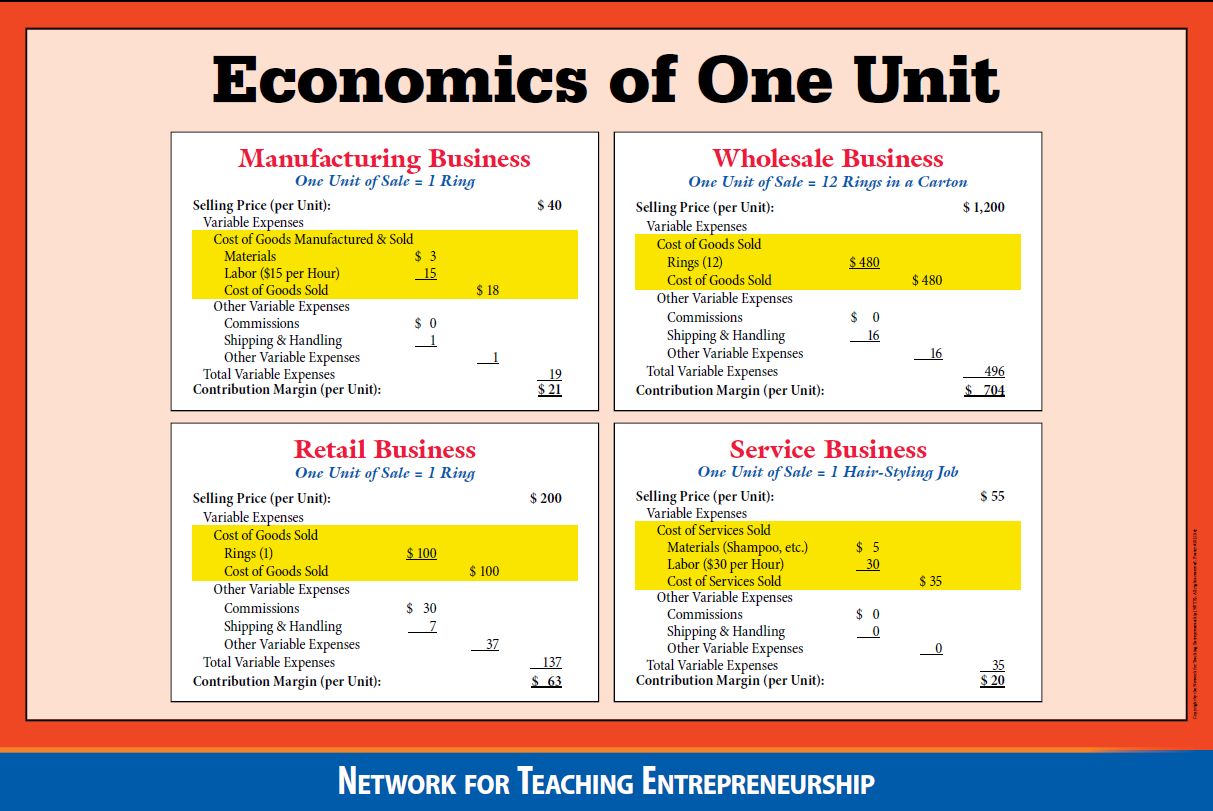 Economics of One Unit
Manufacturing Business
One Unit of Sale = 1 Ring
Selling Price (per Unit): $ 40
Variable Expenses
Cost of Goods Manufactured & Sold
Materials $ 3
Labor ($15 per Hour) 15
Cost of Goods Sold $ 18
Other Variable Expenses
Commissions $ 0
Shipping & Handling 1
Other Variable Expenses 1
Total Variable Expenses 19
Contribution Margin (per Unit): $ 21
Wholesale Business
One Unit of Sale = 12 Rings in a Carton
Selling Price (per Unit): $ 1,200
Variable Expenses
Cost of Goods Sold
Rings (12) $ 480
Cost of Goods Sold $ 480
Other Variable Expenses
Commissions $ 0
Shipping & Handling 16
Other Variable Expenses 16
Total Variable Expenses 496
Contribution Margin (per Unit): $ 704
Retail Business
One Unit of Sale = 1 Ring
Selling Price (per Unit): $ 200
Variable Expenses
Cost of Goods Sold
Rings (1) $ 100
Cost of Goods Sold $ 100
Other Variable Expenses
Commissions $ 30
Shipping & Handling 7
Other Variable Expenses 37
Total Variable Expenses 137
Contribution Margin (per Unit): $ 63
Service Business
One Unit of Sale = 1 Hair-Styling Job
Selling Price (per Unit): $ 55
Variable Expenses
Cost of Services Sold
Materials (Shampoo, etc.) $ 5
Labor ($30 per Hour) 30
Cost of Services Sold $ 35
Other Variable Expenses
Commissions $ 0
Shipping & Handling 0
Other Variable Expenses 0
Total Variable Expenses 35
Contribution Margin (per Unit): $ 20
NETWORK FOR TEACHING ENTREPRENEURSHIP